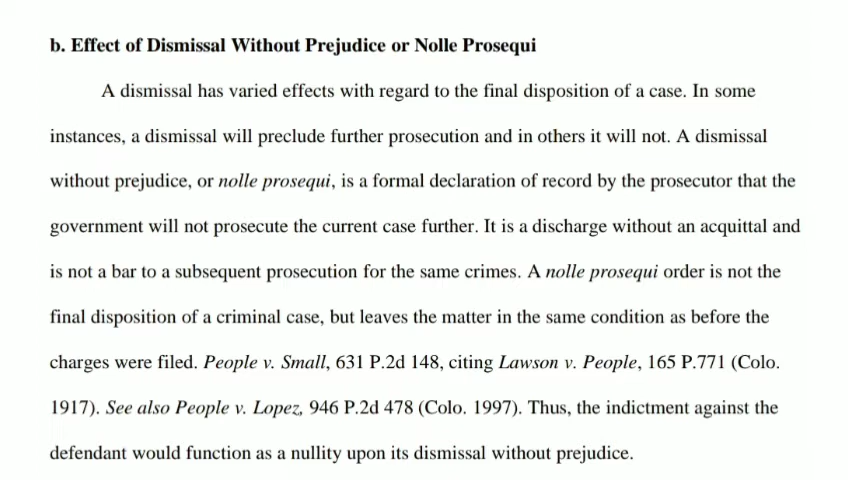 b. Effect of Dismissal Without Prejudice or Nolle Prosequi
A dismissal has varied effects with regard to the final disposition of a case. In some
instances, a dismissal will preclude further prosecution and in others it will not. A dismissal
without prejudice, or nolle prosequi, is a formal declaration of record by the prosecutor that the
government will not prosecute the current case further. It is a discharge without an acquittal and
is not a bar to a subsequent prosecution for the same crimes. A nolle prosequi order is not the
final disposition of a criminal case, but leaves the matter in the same condition as before the
charges were filed. People v. Small, 631 P.2d 148, citing Lawson v. People, 165 P.771 (Colo.
1917). See also People v. Lopez, 946 P.2d 478 (Colo. 1997). Thus, the indictment against the
defendant would function as a nullity upon its dismissal without prejudice.